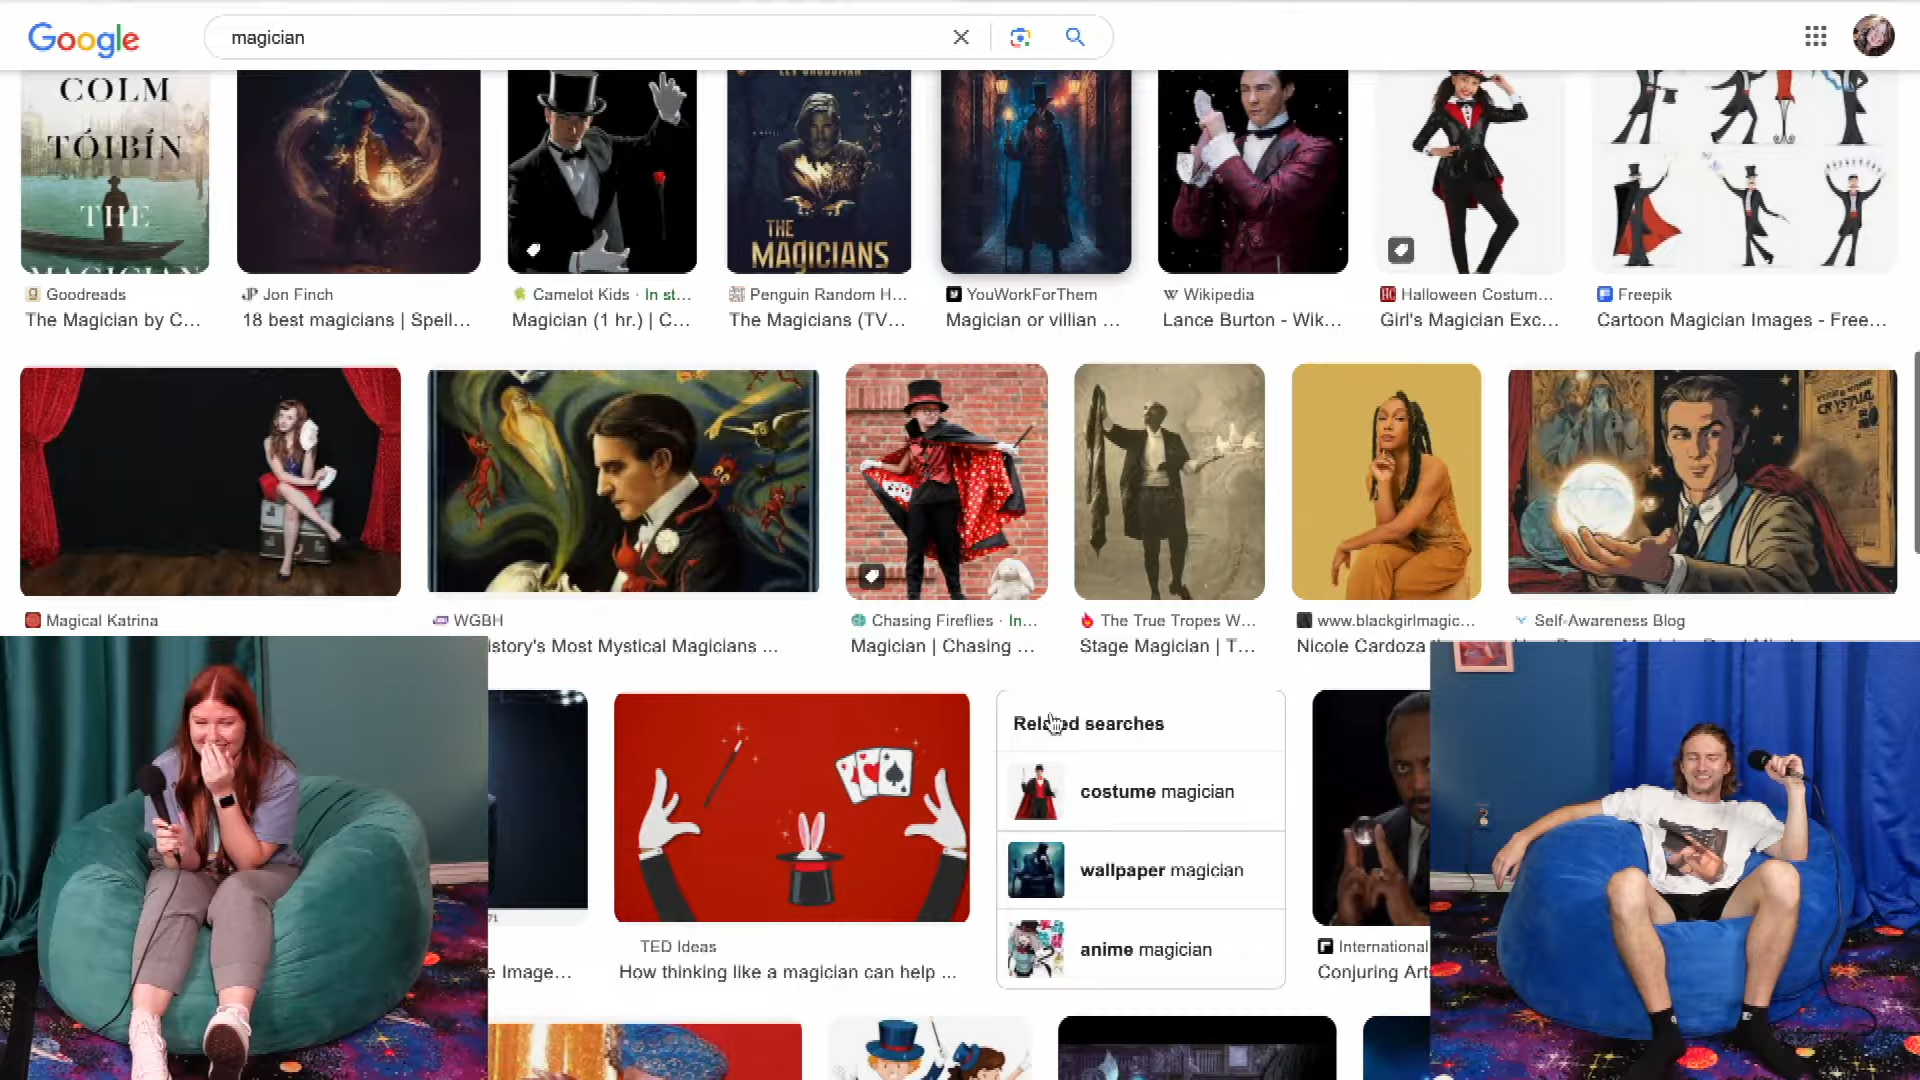 Google
magician
COLM
TÓIBÍN
THE
MAGICIAN
THE
MAGICIANS
Goodreads
The Magician by C...
Jon Finch
18 best magicians | Spell...
Camelot Kids · In st...
Magician (1 hr.) | C...
Penguin Random H...
The Magicians (TV...
YouWorkForThem
Magician or villian ...
W Wikipedia
Lance Burton - Wik...
HC Halloween Costum...
Girl's Magician Exc...
Freepik
Cartoon Magician Images - Free...
CRYSTAL
Magical Katrina
WGBH
istory's Most Mystical Magicians ...
Chasing Fireflies · In...
Magician | Chasing ...
The True Tropes W...
Stage Magician | T...
www.blackgirlmagic...
Nicole Cardoza
Self-Awareness Blog
Related searches
costume magician
wallpaper magician
anime magician
71
e Image...
TED Ideas
How thinking like a magician can help ...
International
Conjuring Art